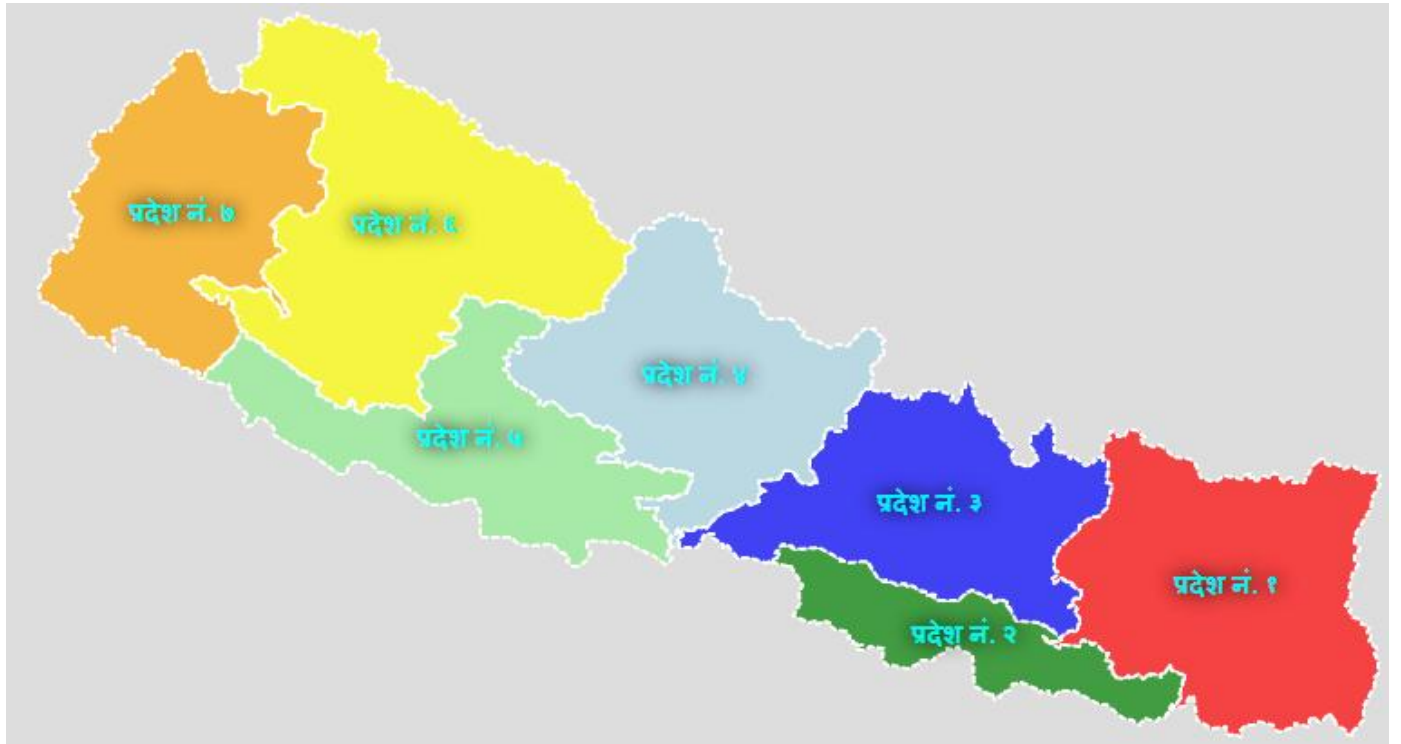 प्रदेश नं. ७
प्रदेश नं. ६
प्रदेश नं. ४
प्रदेश नं. ५
प्रदेश नं. ३
प्रदेश नं. १
प्रदेश नं. २